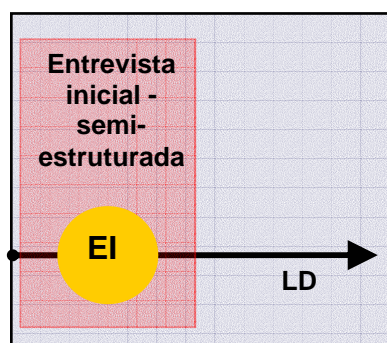 Entrevista
inicial -
semi-
estruturada
EI
LD